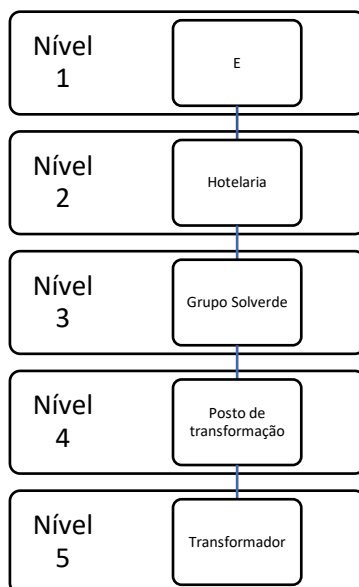 Nível
1
E
Nível
2
Hotelaria
Nível
3
Grupo Solverde
Nível
4
Posto de
transformação
Nível
5
Transformador